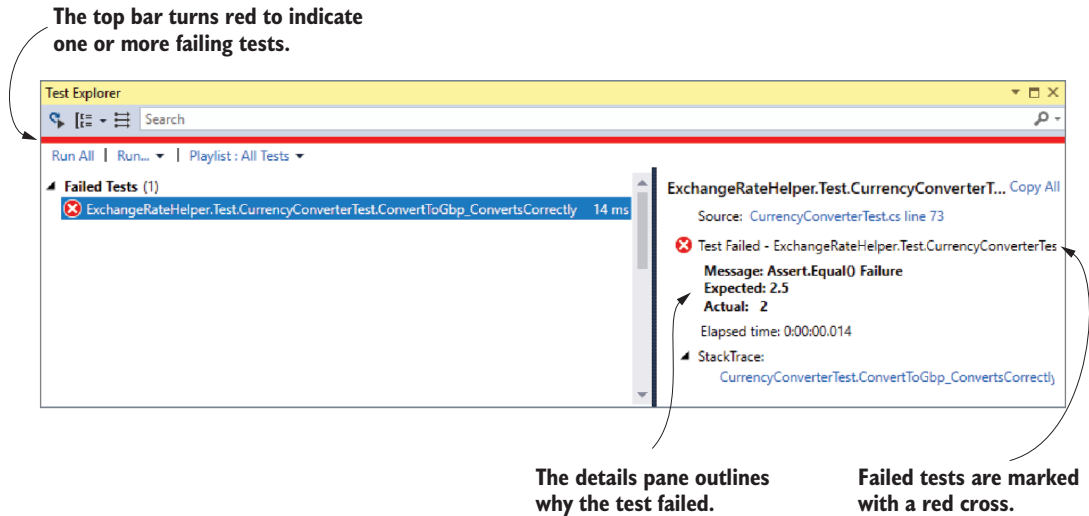 The top bar turns red to indicate
one or more failing tests.
Test Explorer
Search
Run All | Run... | Playlist : All Tests
Failed Tests (1)
ExchangeRateHelper.Test.CurrencyConverterTest.ConvertToGbp_ConvertsCorrectly 14 ms
ExchangeRateHelper.Test.CurrencyConverterT... Copy All
Source: CurrencyConverterTest.cs line 73
Test Failed - ExchangeRateHelper.Test.CurrencyConverterTes
Message: Assert.Equal() Failure
Expected: 2.5
Actual: 2
Elapsed time: 0:00:00.014
StackTrace:
CurrencyConverterTest.ConvertToGbp_ConvertsCorrectly
The details pane outlines
why the test failed.
Failed tests are marked
with a red cross.